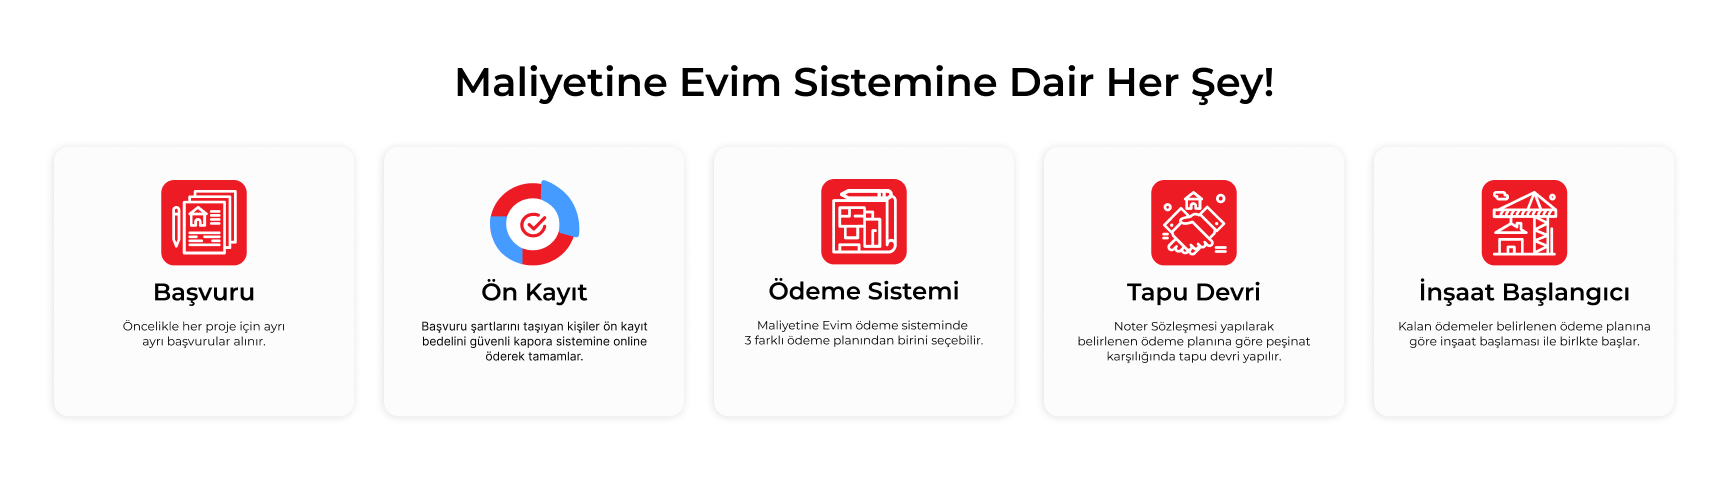 Maliyetine Evim Sistemine Dair Her Şey!
Başvuru
Öncelikle her proje için ayrı
ayrı başvurular alınır.
Ön Kayıt
Başvuru şartlarını taşıyan kişiler ön kayıt
bedelini güvenli kapora sistemine online
öderek tamamlar.
Ödeme Sistemi
Maliyetine Evim ödeme sisteminde
3 farklı ödeme planından birini seçebilir.
Tapu Devri
Noter Sözleşmesi yapılarak
belirlenen ödeme planına göre peşinat
karşılığında tapu devri yapılır.
İnşaat Başlangıcı
Kalan ödemeler belirlenen ödeme planına
göre inşaat başlaması ile birlkte başlar.